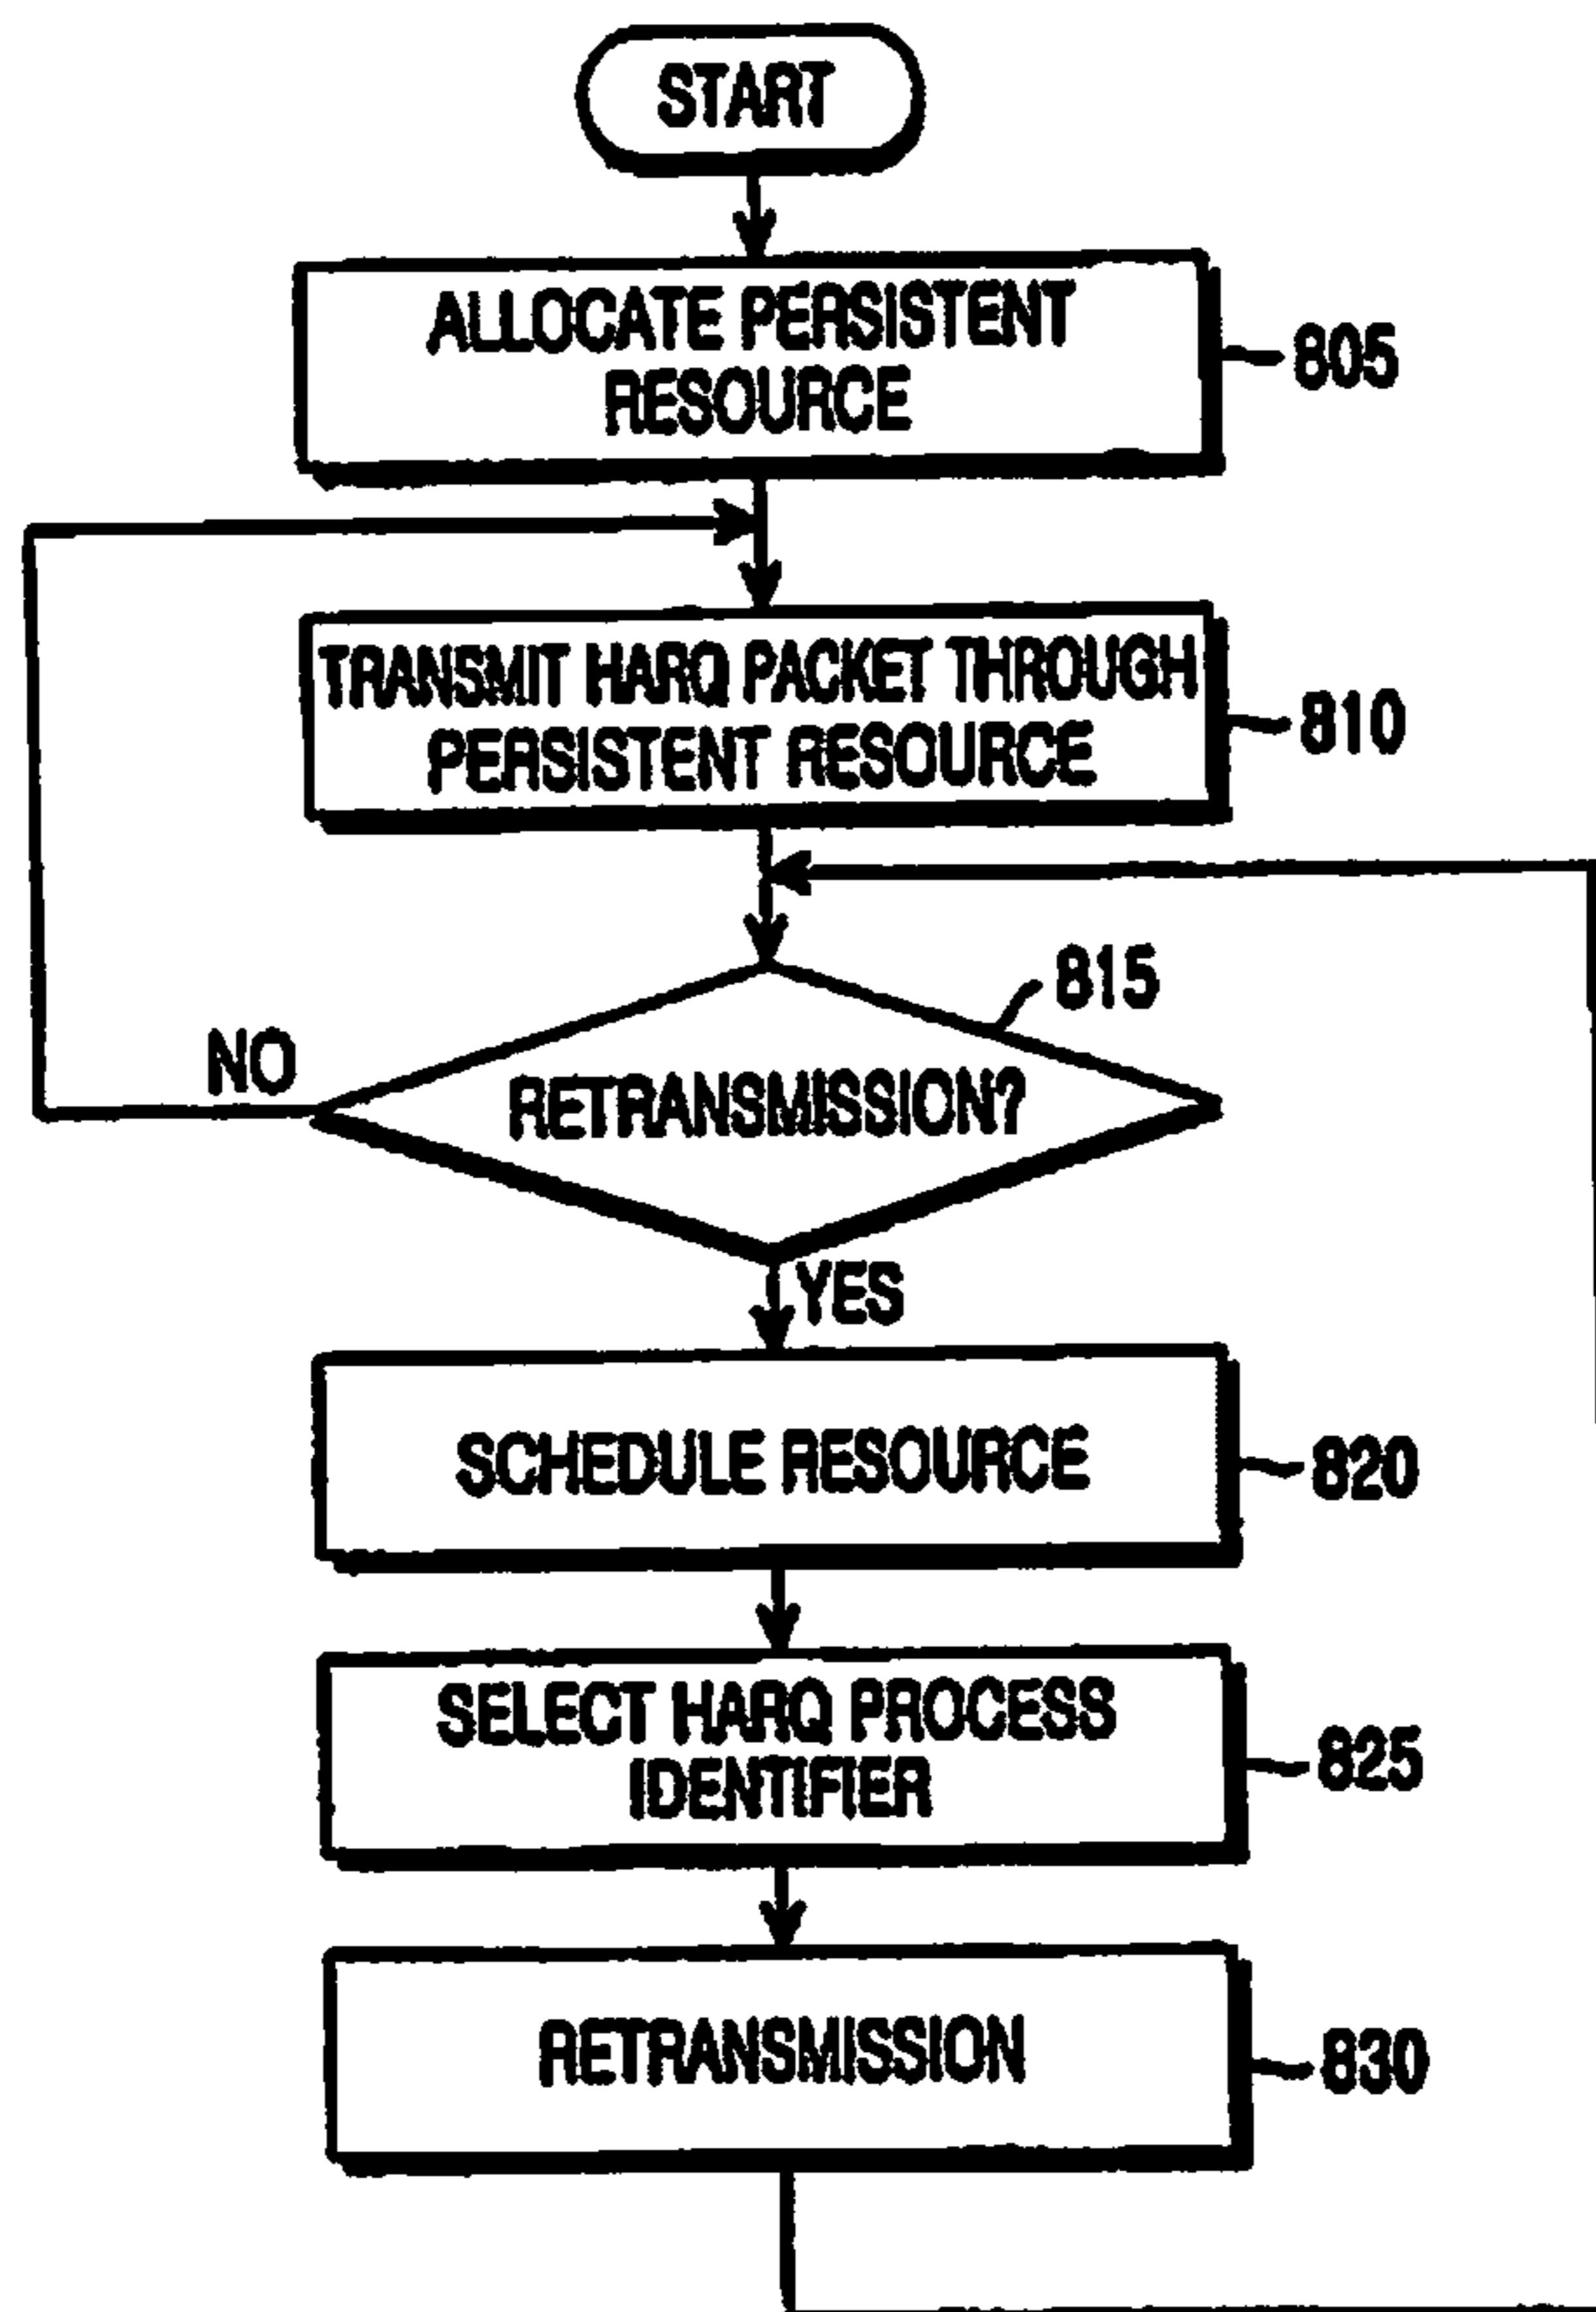 START
ALLOCATE PERSISTENT
RESOURCE
805
TRANSMIT HARQ PACKET THROUGH
PERSISTENT RESOURCE
810
815
NO
RETRANSMISSION?
YES
SCHEDULE RESOURCE
820
SELECT HARQ PROCESS
IDENTIFIER
825
RETRANSMISSION
830